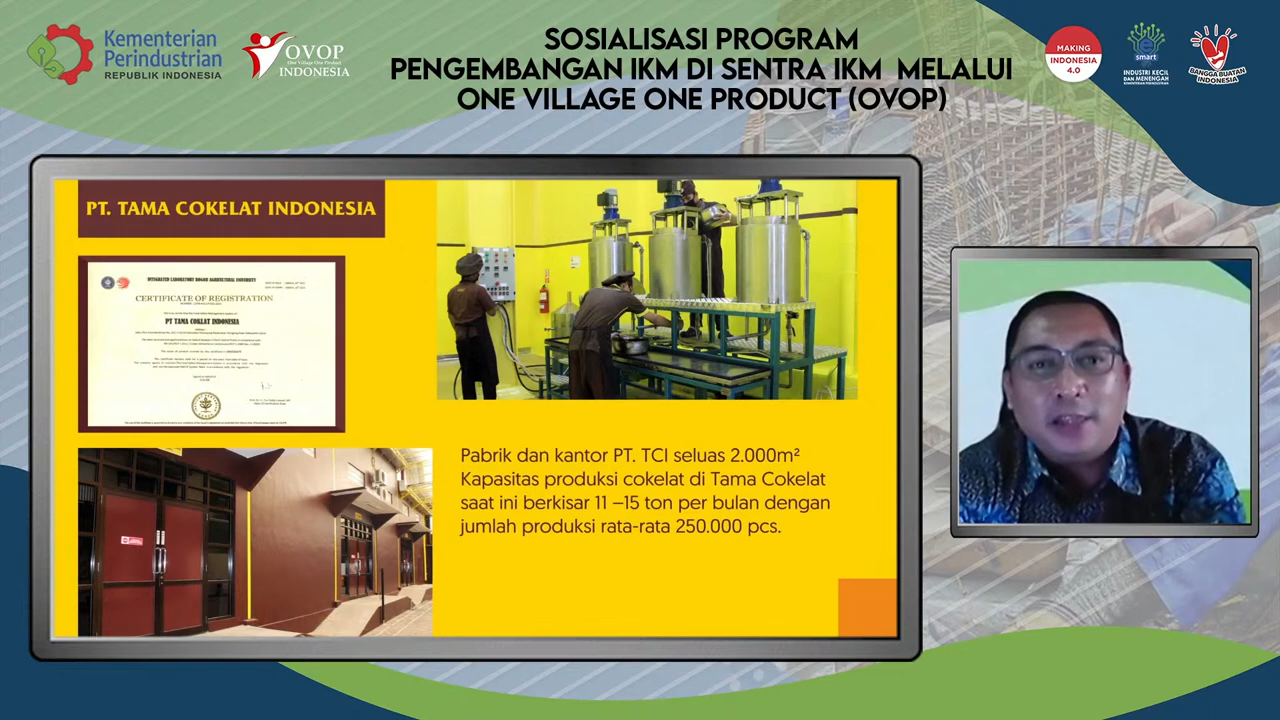 Kementerian
Perindustrian
REPUBLIK INDONESIA
OVOP
One Village One Product
INDONESIA
SOSIALISASI PROGRAM
PENGEMBANGAN IKM DI SENTRA IKM MELALUI
ONE VILLAGE ONE PRODUCT (OVOP)
MAKING
INDONESIA
4.0
e
smart
INDUSTRI KECIL
DAN MENENGAH
KEMENTERIAN PERINDUSTRIAN
BANGGA BUATAN
INDONESIA
PT. TAMA COKELAT INDONESIA
INTEGRATED LABORATORY BOGOR AGRICULTURAL UNIVERSITY
CERTIFICATE OF REGISTRATION
PT TAMA COKLAT INDONESIA
Pabrik dan kantor PT. TCI seluas 2.000m²
Kapasitas produksi cokelat di Tama Cokelat
saat ini berkisar 11 –15 ton per bulan dengan
jumlah produksi rata-rata 250.000 pcs.